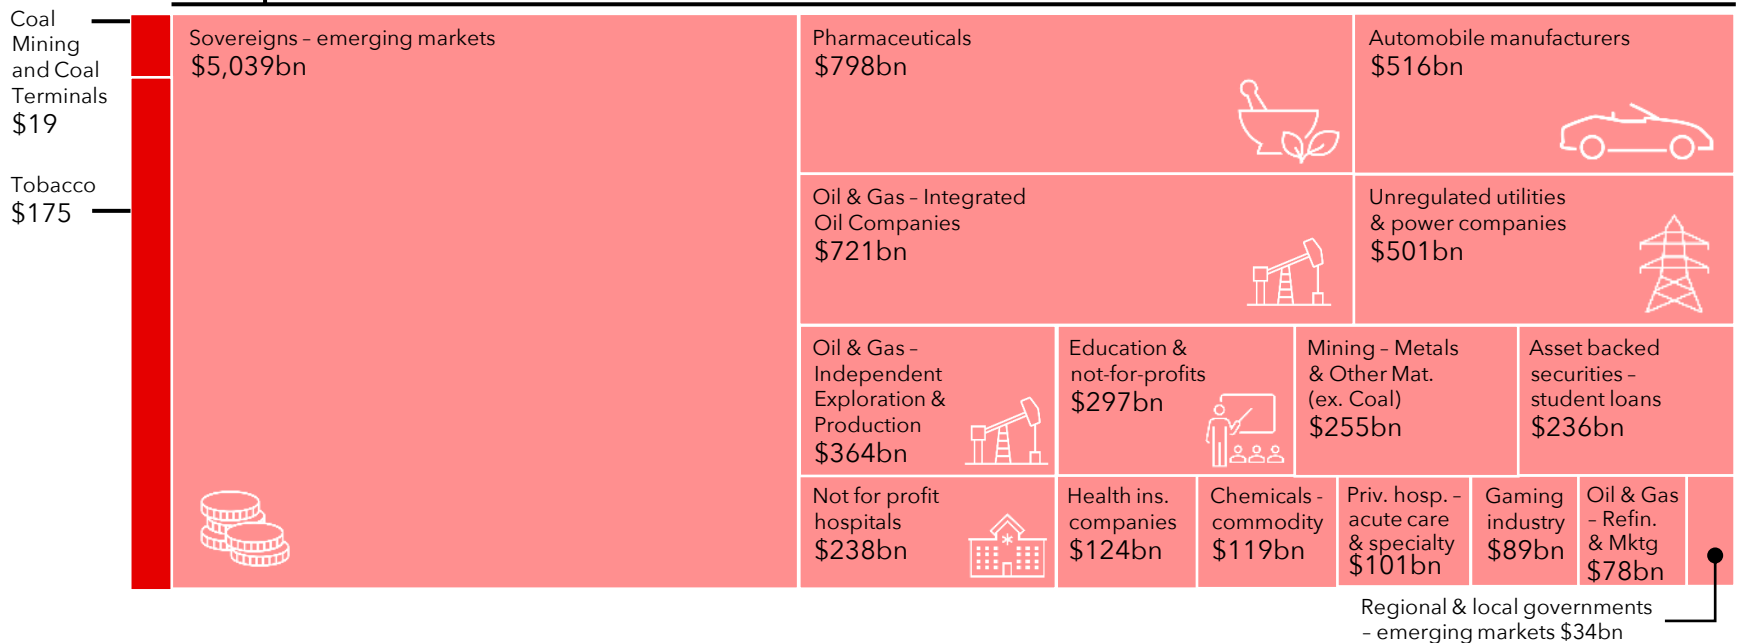 Coal
Mining
and Coal
Terminals
$19
Tobacco
$175
Sovereigns – emerging markets
$5,039bn
Pharmaceuticals
$798bn
Automobile manufacturers
$516bn
Oil & Gas – Integrated
Oil Companies
$721bn
Unregulated utilities
& power companies
$501bn
Oil & Gas –
Independent
Exploration &
Production
$364bn
Education &
not-for-profits
$297bn
Mining – Metals
& Other Mat.
(ex. Coal)
$255bn
Asset backed
securities –
student loans
$236bn
Not for profit
hospitals
$238bn
Health ins.
companies
$124bn
Chemicals -
commodity
$119bn
Priv. hosp. –
acute care
& specialty
$101bn
Gaming
industry
$89bn
Oil & Gas
– Refin.
& Mktg
$78bn
Regional & local governments
– emerging markets $34bn